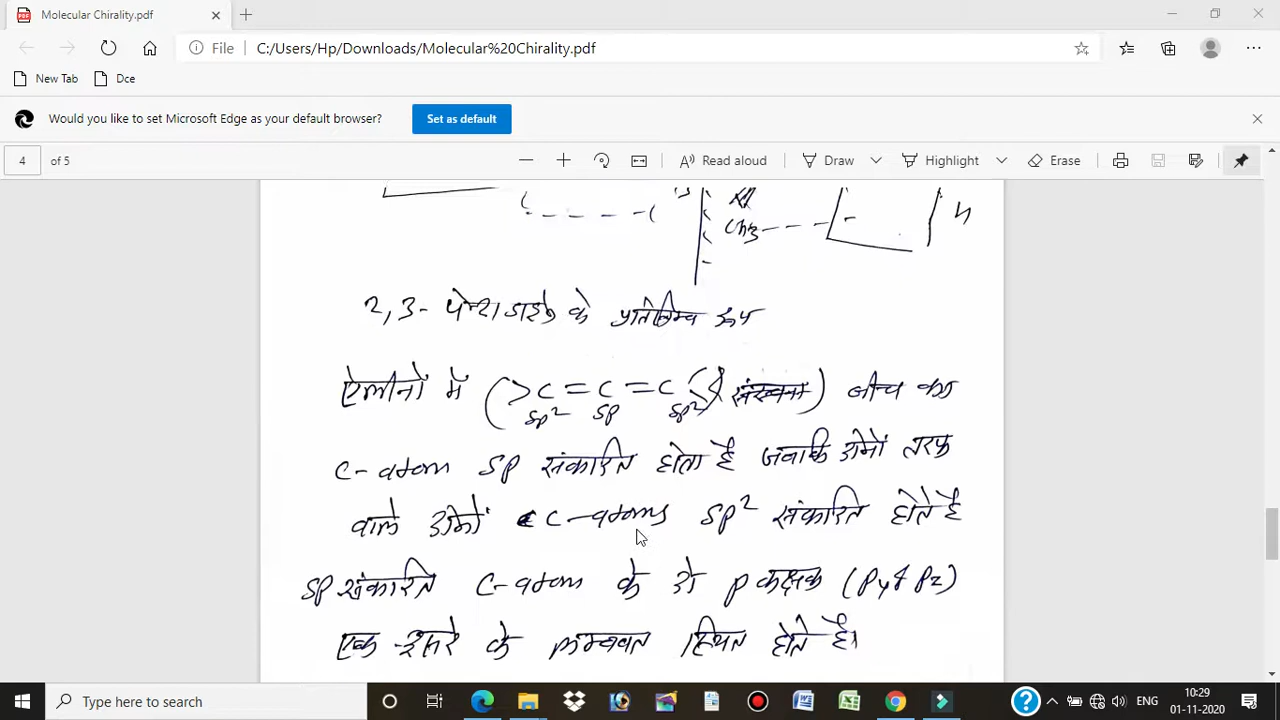 Molecular Chirality.pdf
File C:/Users/Hp/Downloads/Molecular%20Chirality.pdf
New Tab Dce
Would you like to set Microsoft Edge as your default browser? Set as default
4 of 5 Read aloud Draw Highlight Erase
CH3
H
2,3- पेन्टाडाईन के प्रतिबिम्ब रूप
ऐलीनों में (>C = C = C<) संरचना) बीच का
sp2 sp sp2
C-atom sp संकरित होता है जबकि दोनों तरफ
वाले दोनों C-atoms sp2 संकरित होते है
sp संकरित C-atom के दो p कक्षक (Py & Pz)
एक दूसरे के लम्बवत स्थित होते है।
Type here to search
ENG
10:29
01-11-2020